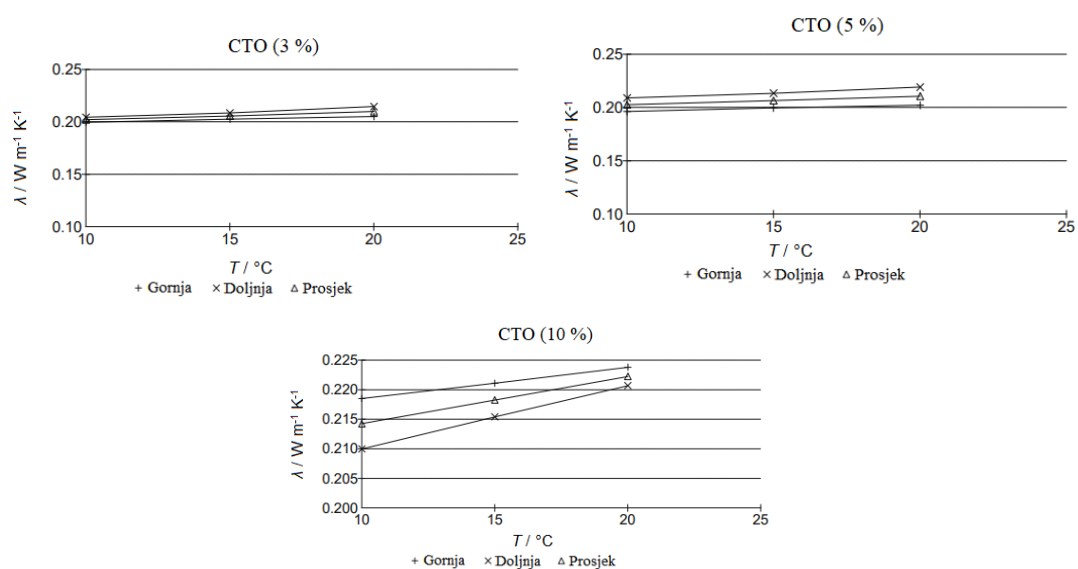 CTO (3 %)
0.25
0.20
0.15
0.10
10 15 20 25
λ / W m⁻¹ K⁻¹
T / °C
+ Gornja × Doljnja △ Prosjek
CTO (5 %)
0.25
0.20
0.15
0.10
10 15 20 25
λ / W m⁻¹ K⁻¹
T / °C
+ Gornja × Doljnja △ Prosjek
CTO (10 %)
0.225
0.220
0.215
0.210
0.205
0.200
10 15 20 25
λ / W m⁻¹ K⁻¹
T / °C
+ Gornja × Doljnja △ Prosjek